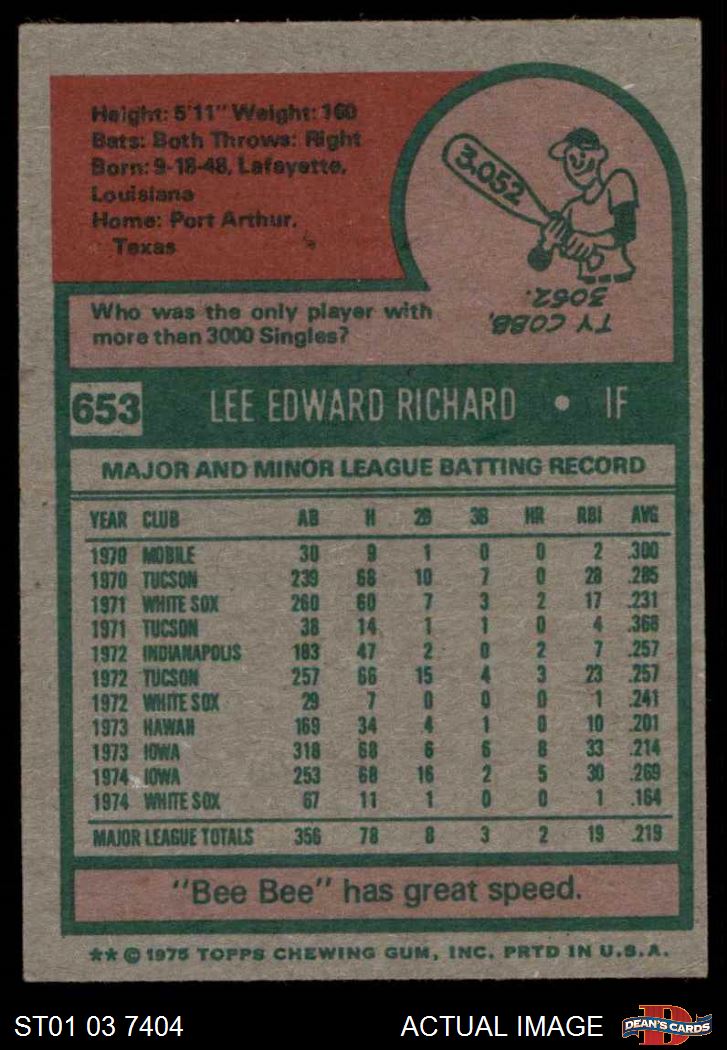 Height: 5'11" Weight: 160
Bats: Both Throws: Right
Born: 9-18-48, Lafayette,
Louisiana
Home: Port Arthur,
Texas
3,052
TY COBB,
3052.
Who was the only player with
more than 3000 Singles?
653 LEE EDWARD RICHARD • IF
MAJOR AND MINOR LEAGUE BATTING RECORD
YEAR CLUB AB H 2B 3B HR RBI AVG
1970 MOBILE 30 9 1 0 0 2 .300
1970 TUCSON 239 68 10 7 0 28 .285
1971 WHITE SOX 260 60 7 3 2 17 .231
1971 TUCSON 38 14 1 1 0 4 .368
1972 INDIANAPOLIS 183 47 2 0 2 7 .257
1972 TUCSON 257 66 15 4 3 23 .257
1972 WHITE SOX 29 7 0 0 0 1 .241
1973 HAWAII 169 34 4 1 0 10 .201
1973 IOWA 318 68 6 6 8 33 .214
1974 IOWA 253 68 16 2 5 30 .269
1974 WHITE SOX 67 11 1 0 0 1 .164
MAJOR LEAGUE TOTALS 356 78 8 3 2 19 .219
"Bee Bee" has great speed.
** © 1975 TOPPS CHEWING GUM, INC. PRTD IN U.S.A.
ST01 03 7404 ACTUAL IMAGE D DEAN'S CARDS